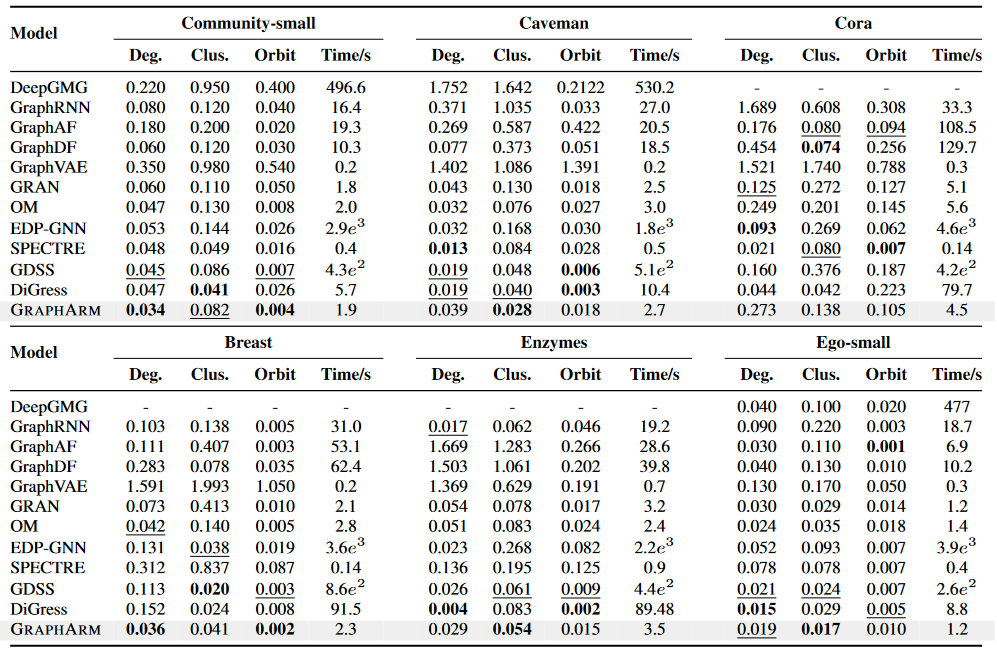 Model Community-small Caveman Cora
Deg. Clus. Orbit Time/s Deg. Clus. Orbit Time/s Deg. Clus. Orbit Time/s
DeepGMG 0.220 0.950 0.400 496.6 1.752 1.642 0.2122 530.2 - - - -
GraphRNN 0.080 0.120 0.040 16.4 0.371 1.035 0.033 27.0 1.689 0.608 0.308 33.3
GraphAF 0.180 0.200 0.020 19.3 0.269 0.587 0.422 20.5 0.176 0.080 0.094 108.5
GraphDF 0.060 0.120 0.030 10.3 0.077 0.373 0.051 18.5 0.454 0.074 0.256 129.7
GraphVAE 0.350 0.980 0.540 0.2 1.402 1.086 1.391 0.2 1.521 1.740 0.788 0.3
GRAN 0.060 0.110 0.050 1.8 0.043 0.130 0.018 2.5 0.125 0.272 0.127 5.1
OM 0.047 0.130 0.008 2.0 0.032 0.076 0.027 3.0 0.249 0.201 0.145 5.6
EDP-GNN 0.053 0.144 0.026 2.9e³ 0.032 0.168 0.030 1.8e³ 0.093 0.269 0.062 4.6e³
SPECTRE 0.048 0.049 0.016 0.4 0.013 0.084 0.028 0.5 0.021 0.080 0.007 0.14
GDSS 0.045 0.086 0.007 4.3e² 0.019 0.048 0.006 5.1e² 0.160 0.376 0.187 4.2e²
DiGress 0.047 0.041 0.026 5.7 0.019 0.040 0.003 10.4 0.044 0.042 0.223 79.7
GRAPHARM 0.034 0.082 0.004 1.9 0.039 0.028 0.018 2.7 0.273 0.138 0.105 4.5
Model Breast Enzymes Ego-small
Deg. Clus. Orbit Time/s Deg. Clus. Orbit Time/s Deg. Clus. Orbit Time/s
DeepGMG - - - - - - - - 0.040 0.100 0.020 477
GraphRNN 0.103 0.138 0.005 31.0 0.017 0.062 0.046 19.2 0.090 0.220 0.003 18.7
GraphAF 0.111 0.407 0.003 53.1 1.669 1.283 0.266 28.6 0.030 0.110 0.001 6.9
GraphDF 0.283 0.078 0.035 62.4 1.503 1.061 0.202 39.8 0.040 0.130 0.010 10.2
GraphVAE 1.591 1.993 1.050 0.2 1.369 0.629 0.191 0.7 0.130 0.170 0.050 0.3
GRAN 0.073 0.413 0.010 2.1 0.054 0.078 0.017 3.2 0.030 0.029 0.014 1.2
OM 0.042 0.140 0.005 2.8 0.051 0.083 0.024 2.4 0.024 0.035 0.018 1.4
EDP-GNN 0.131 0.038 0.019 3.6e³ 0.023 0.268 0.082 2.2e³ 0.052 0.093 0.007 3.9e³
SPECTRE 0.312 0.837 0.087 0.14 0.136 0.195 0.125 0.9 0.078 0.078 0.007 0.4
GDSS 0.113 0.020 0.003 8.6e² 0.026 0.061 0.009 4.4e² 0.021 0.024 0.007 2.6e²
DiGress 0.152 0.024 0.008 91.5 0.004 0.083 0.002 89.48 0.015 0.029 0.005 8.8
GRAPHARM 0.036 0.041 0.002 2.3 0.029 0.054 0.015 3.5 0.019 0.017 0.010 1.2